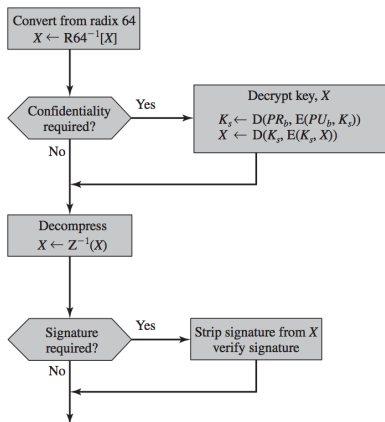 Convert from radix 64
X ← R64⁻¹[X]
Confidentiality
required?
Yes
No
Decrypt key, X
Kₛ ← D(PR_b, E(PU_b, Kₛ))
X ← D(Kₛ, E(Kₛ, X))
Decompress
X ← Z⁻¹(X)
Signature
required?
Yes
No
Strip signature from X
verify signature